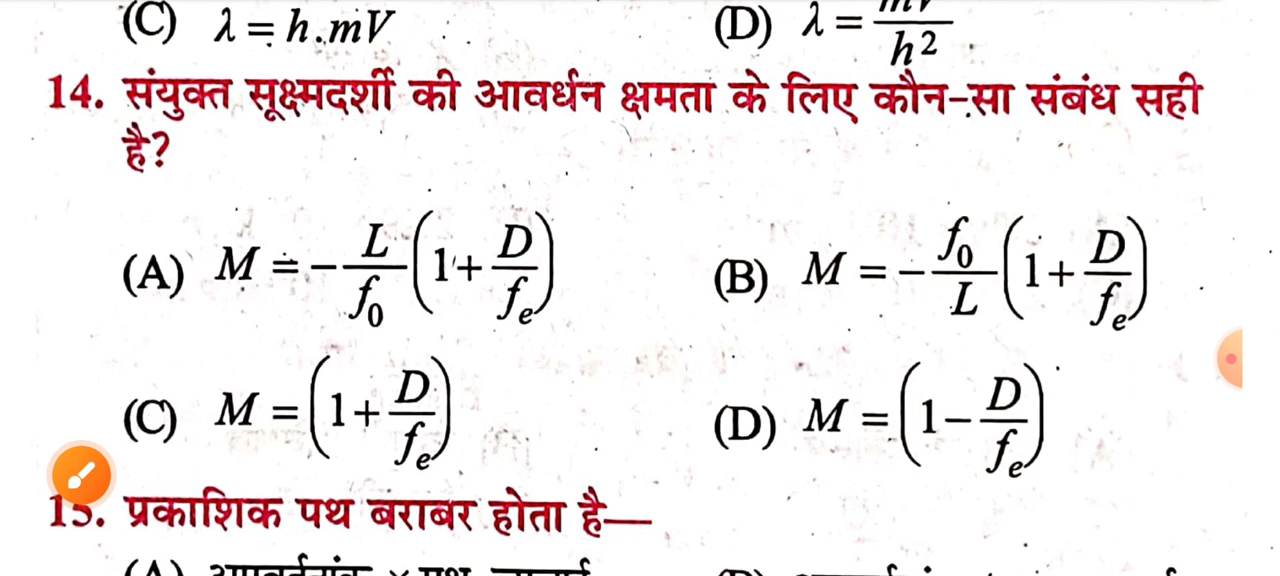 (C) λ = h.mV (D) λ = mV/h²
14. संयुक्त सूक्ष्मदर्शी की आवर्धन क्षमता के लिए कौन-सा संबंध सही
है?
(A) M = -L/f₀ (1 + D/fₑ) (B) M = -f₀/L (1 + D/fₑ)
(C) M = (1 + D/fₑ) (D) M = (1 - D/fₑ)
15. प्रकाशिक पथ बराबर होता है—